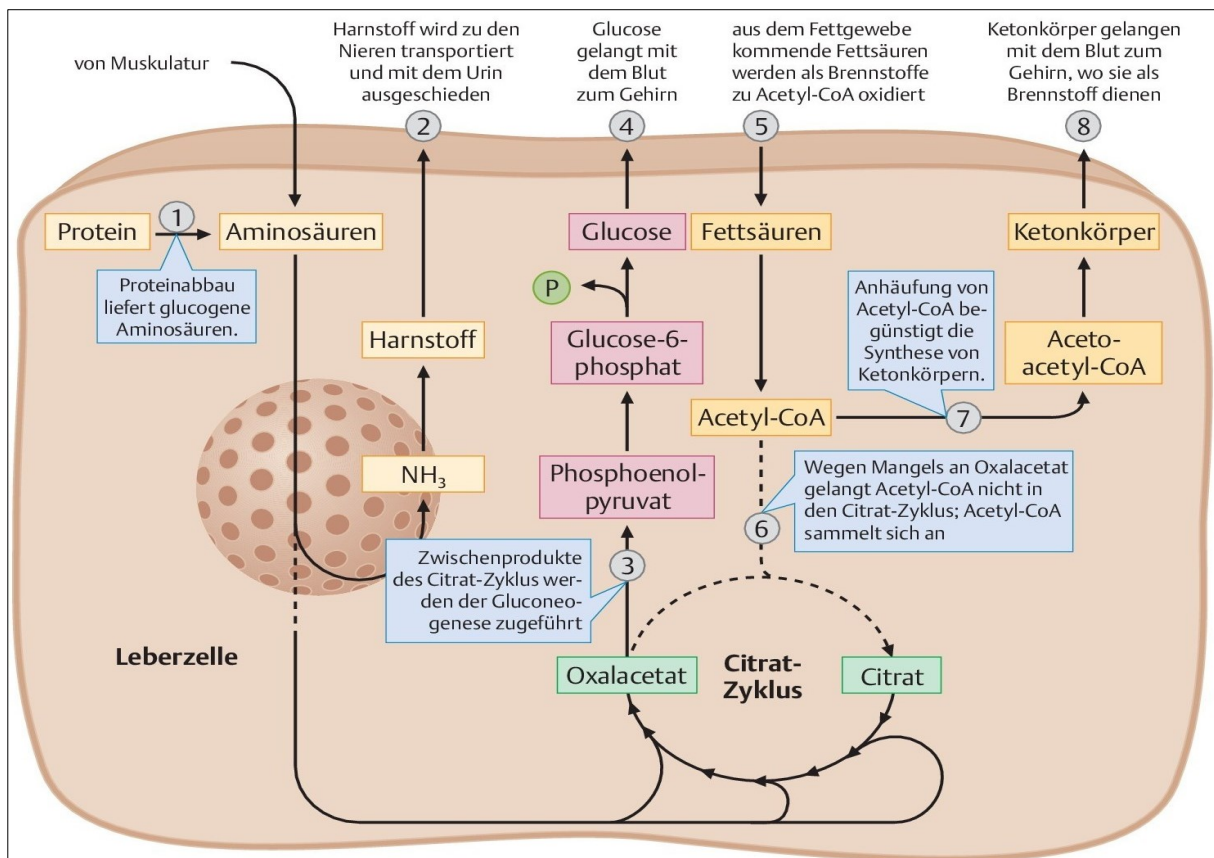 von Muskulatur
Harnstoff wird zu den
Nieren transportiert
und mit dem Urin
ausgeschieden
2
Glucose
gelangt mit
dem Blut
zum Gehirn
4
aus dem Fettgewebe
kommende Fettsäuren
werden als Brennstoffe
zu Acetyl-CoA oxidiert
5
Ketonkörper gelangen
mit dem Blut zum
Gehirn, wo sie als
Brennstoff dienen
8
Protein
1
Aminosäuren
Proteinabbau
liefert glucogene
Aminosäuren.
Harnstoff
NH₃
Glucose
P
Glucose-6-
phosphat
Phosphoenol-
pyruvat
3
Zwischenprodukte
des Citrat-Zyklus wer-
den der Gluconeo-
genese zugeführt
Fettsäuren
Acetyl-CoA
Anhäufung von
Acetyl-CoA be-
günstigt die
Synthese von
Ketonkörpern.
7
Ketonkörper
Aceto-
acetyl-CoA
Wegen Mangels an Oxalacetat
gelangt Acetyl-CoA nicht in
den Citrat-Zyklus; Acetyl-CoA
sammelt sich an
6
Leberzelle
Oxalacetat
Citrat-
Zyklus
Citrat